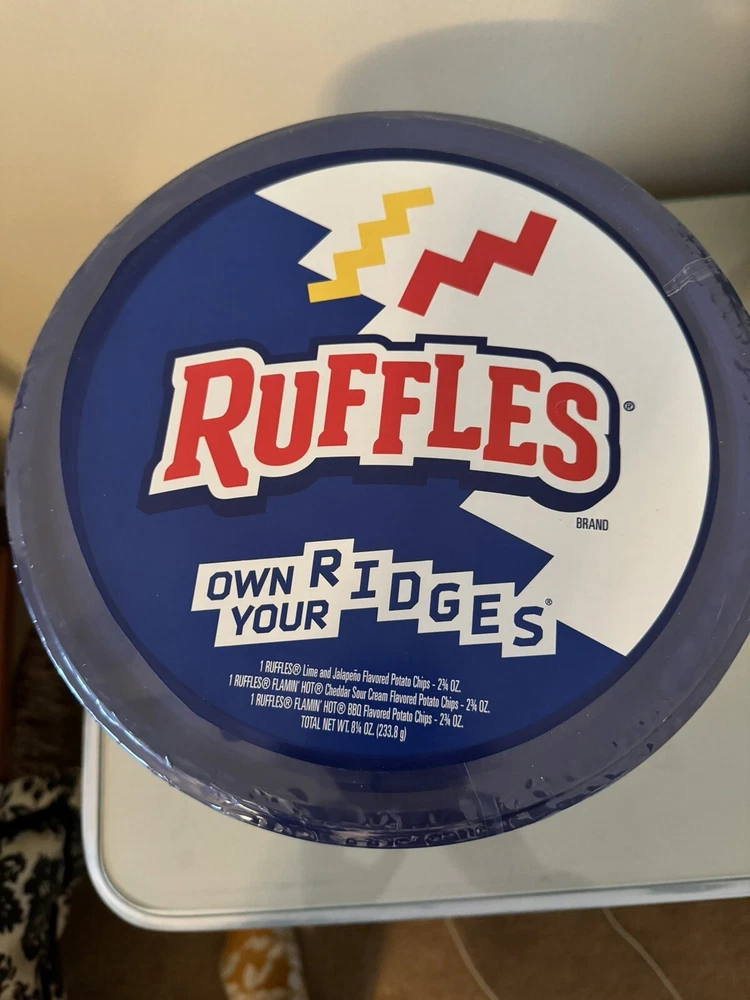 RUFFLES®
BRAND
OWN YOUR RIDGES®
1 RUFFLES® Lime and Jalapeño Flavored Potato Chips - 2¾ OZ.
1 RUFFLES® FLAMIN' HOT® Cheddar Sour Cream Flavored Potato Chips - 2¾ OZ.
1 RUFFLES® FLAMIN' HOT® BBQ Flavored Potato Chips - 2¾ OZ.
TOTAL NET WT. 8¼ OZ. (233.8 g)